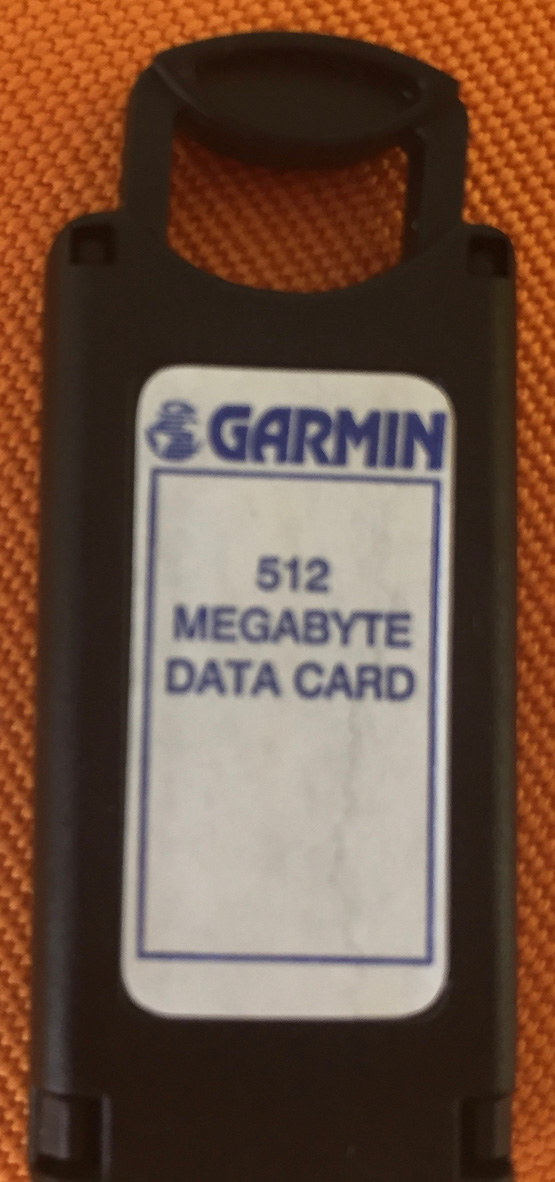 GARMIN
512
MEGABYTE
DATA CARD